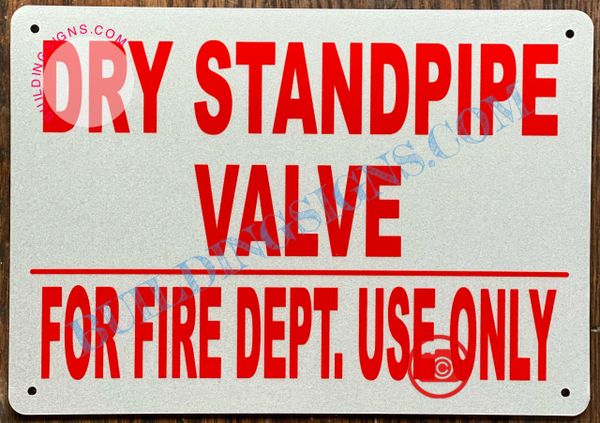 BUILDINGSIGNS.COM
DRY STANDPIPE
VALVE
BUILDINGSIGNS.COM
FOR FIRE DEPT. USE ONLY